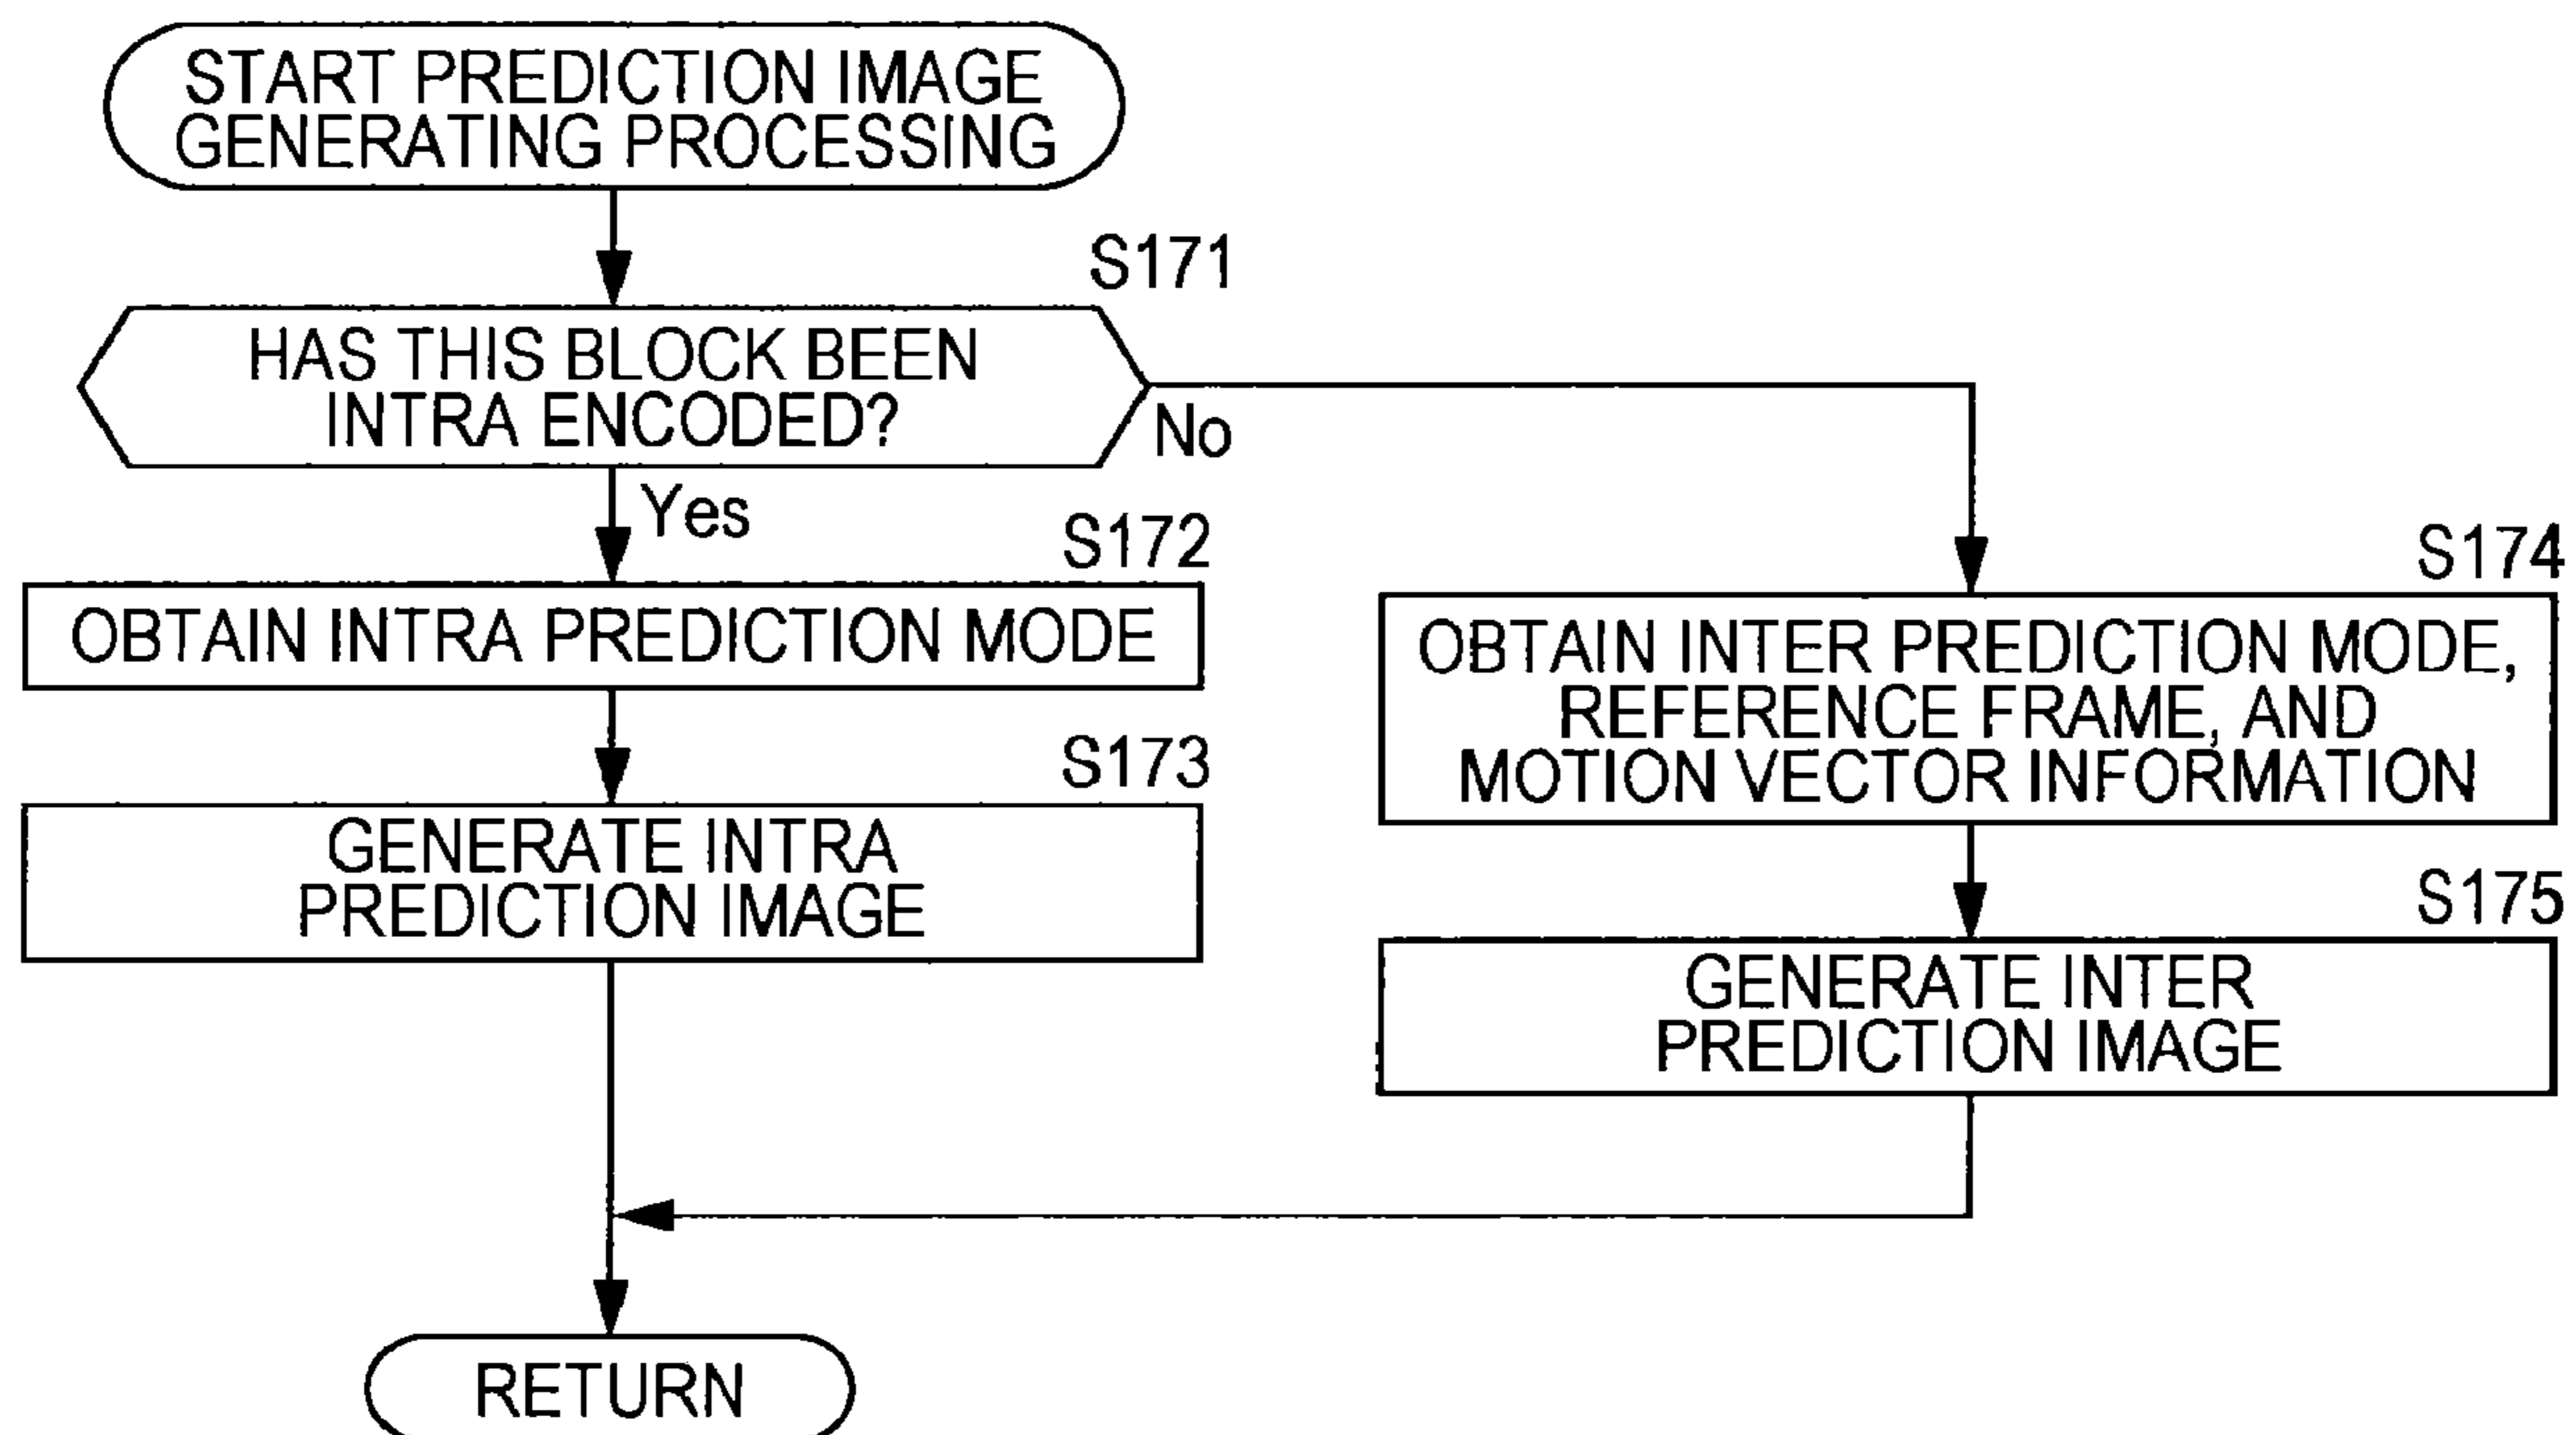 START PREDICTION IMAGE
GENERATING PROCESSING
S171
HAS THIS BLOCK BEEN
INTRA ENCODED?
No
Yes
S172
OBTAIN INTRA PREDICTION MODE
S173
GENERATE INTRA
PREDICTION IMAGE
S174
OBTAIN INTER PREDICTION MODE,
REFERENCE FRAME, AND
MOTION VECTOR INFORMATION
S175
GENERATE INTER
PREDICTION IMAGE
RETURN